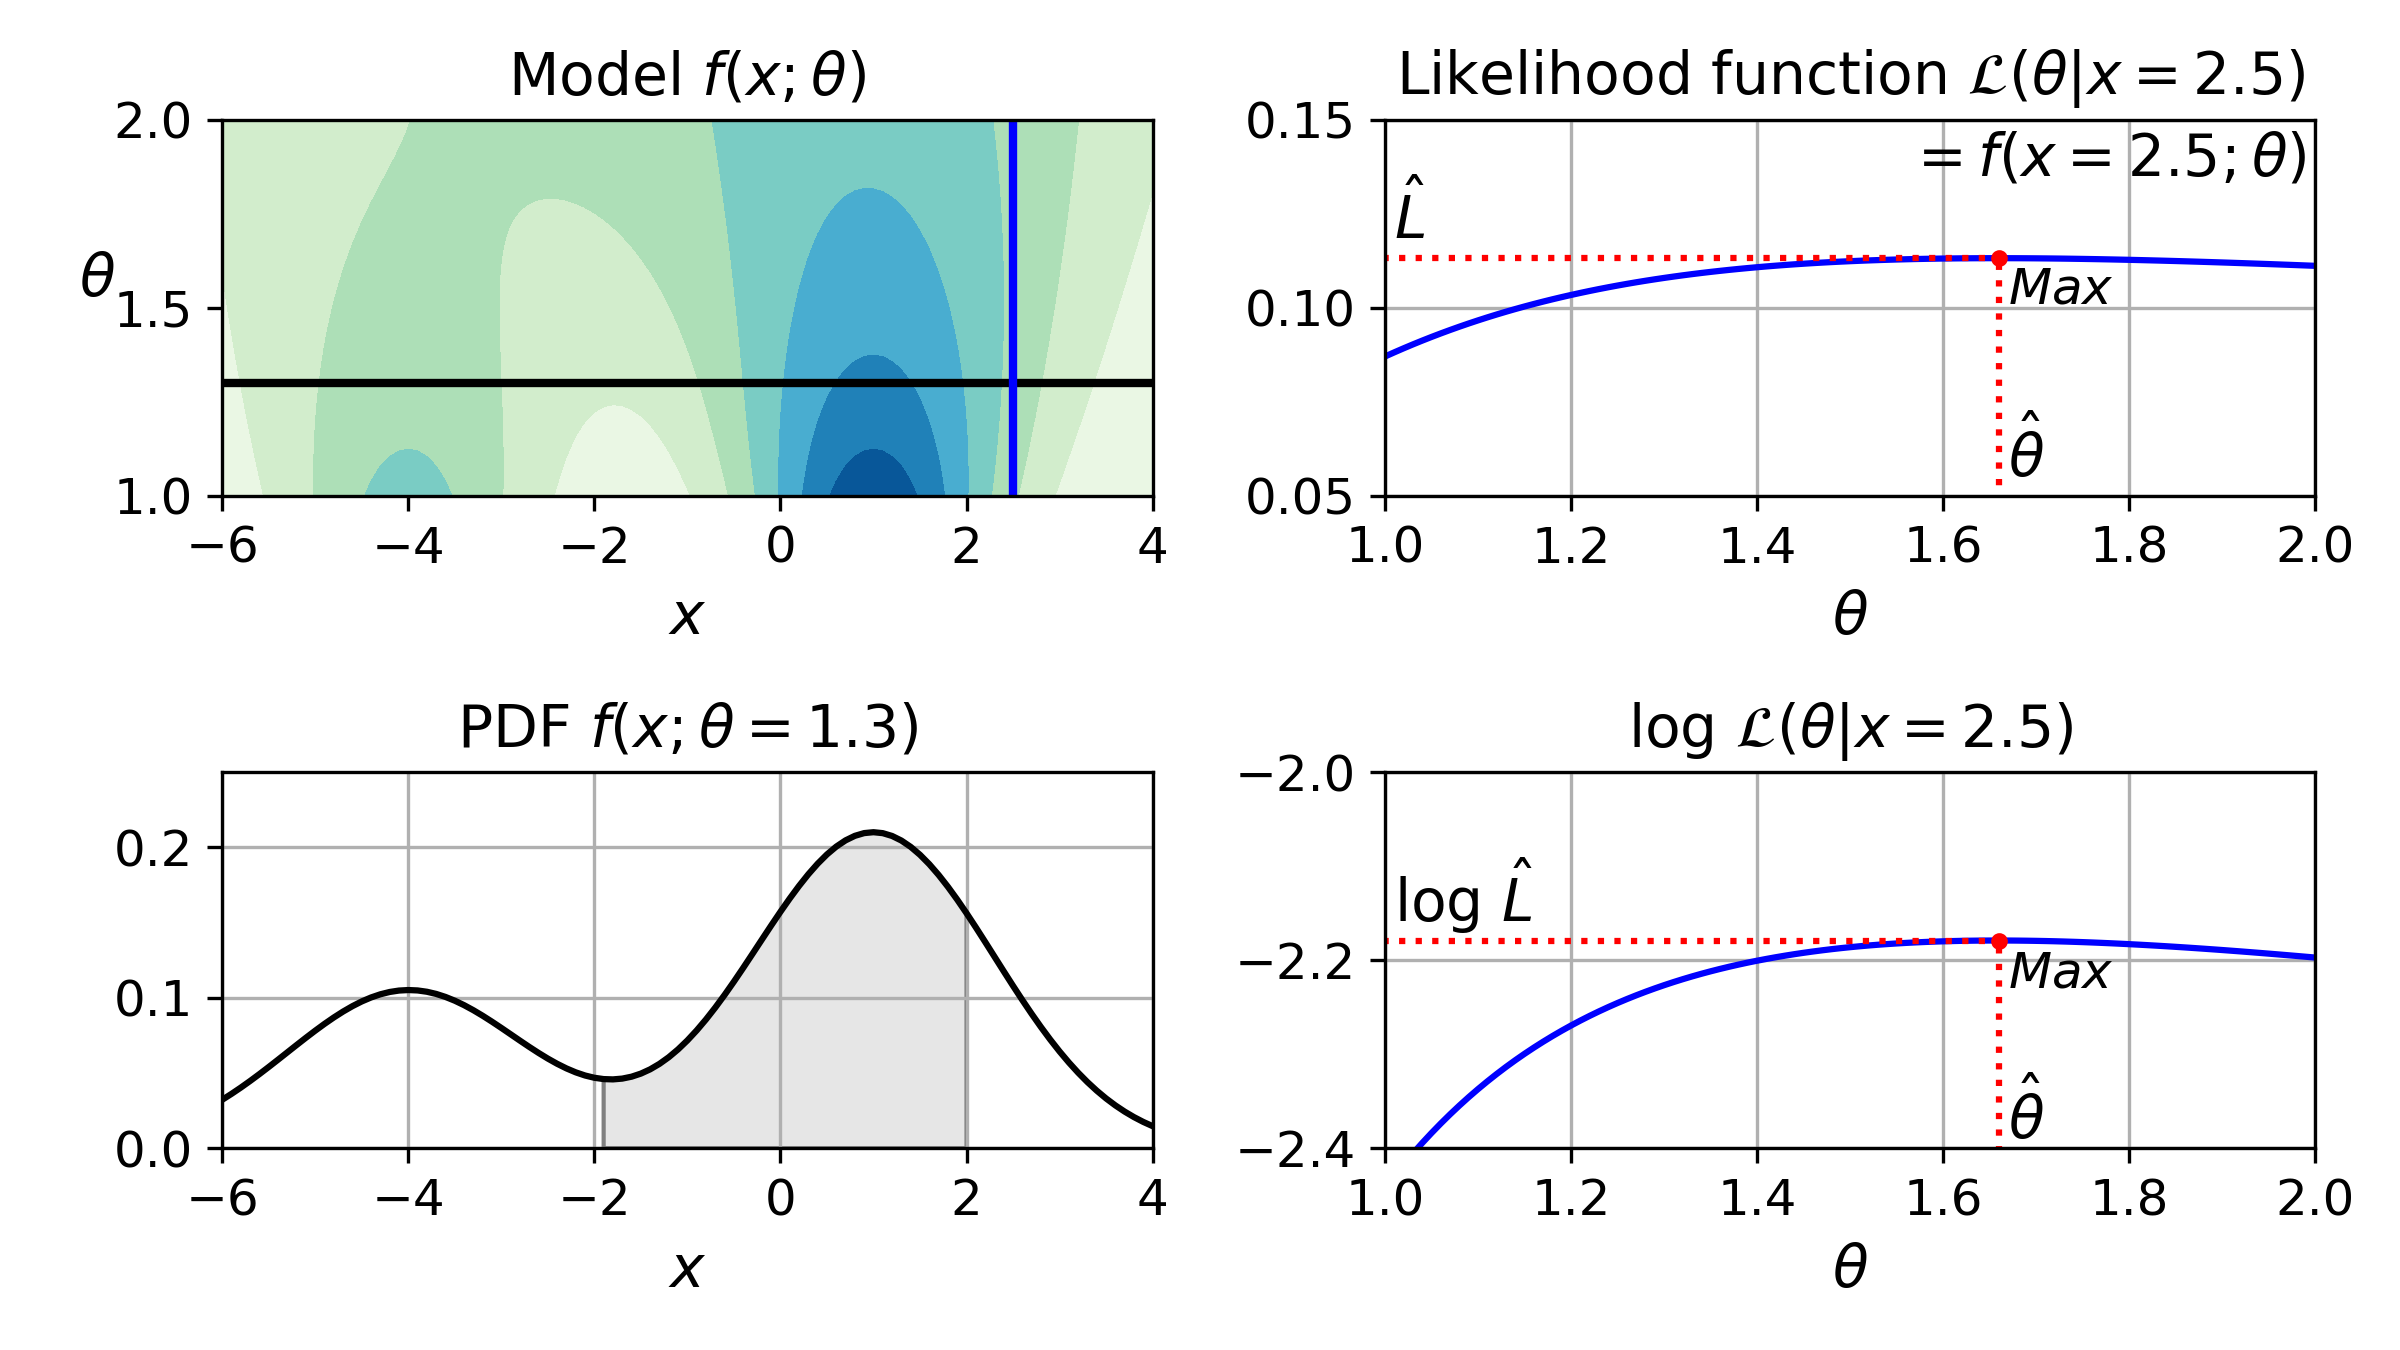 Model f(x; θ)
2.0
1.5
1.0
θ
−6 −4 −2 0 2 4
x
Likelihood function ℒ(θ|x = 2.5)
= f(x = 2.5; θ)
0.15
0.10
0.05
L̂
Max
θ̂
1.0 1.2 1.4 1.6 1.8 2.0
θ
PDF f(x; θ = 1.3)
0.2
0.1
0.0
−6 −4 −2 0 2 4
x
log ℒ(θ|x = 2.5)
−2.0
−2.2
−2.4
log L̂
Max
θ̂
1.0 1.2 1.4 1.6 1.8 2.0
θ